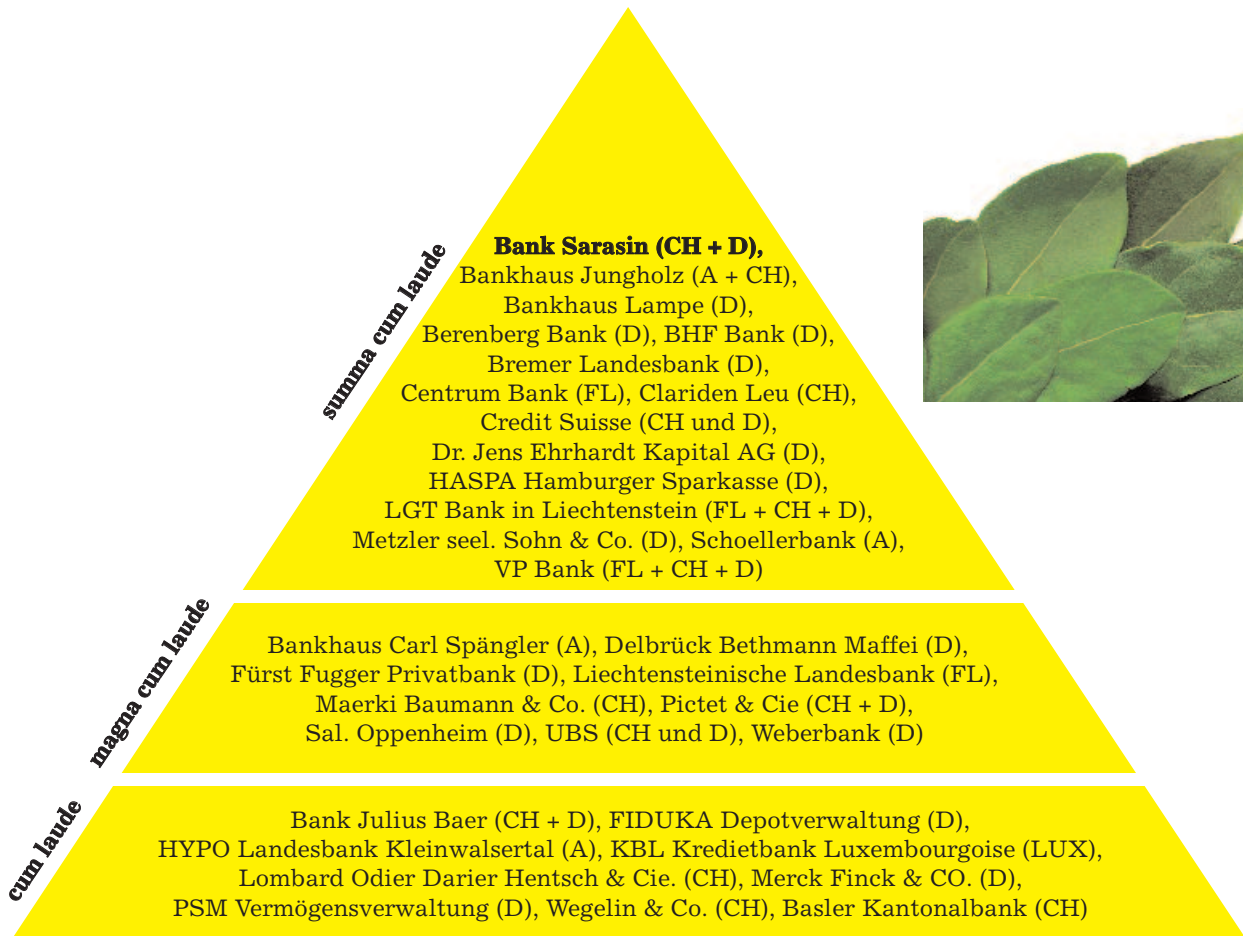 summa cum laude
Bank Sarasin (CH + D),
Bankhaus Jungholz (A + CH),
Bankhaus Lampe (D),
Berenberg Bank (D), BHF Bank (D),
Bremer Landesbank (D),
Centrum Bank (FL), Clariden Leu (CH),
Credit Suisse (CH und D),
Dr. Jens Ehrhardt Kapital AG (D),
HASPA Hamburger Sparkasse (D),
LGT Bank in Liechtenstein (FL + CH + D),
Metzler seel. Sohn & Co. (D), Schoellerbank (A),
VP Bank (FL + CH + D)
magna cum laude
Bankhaus Carl Spängler (A), Delbrück Bethmann Maffei (D),
Fürst Fugger Privatbank (D), Liechtensteinische Landesbank (FL),
Maerki Baumann & Co. (CH), Pictet & Cie (CH + D),
Sal. Oppenheim (D), UBS (CH und D), Weberbank (D)
cum laude
Bank Julius Baer (CH + D), FIDUKA Depotverwaltung (D),
HYPO Landesbank Kleinwalsertal (A), KBL Kredietbank Luxembourgoise (LUX),
Lombard Odier Darier Hentsch & Cie. (CH), Merck Finck & CO. (D),
PSM Vermögensverwaltung (D), Wegelin & Co. (CH), Basler Kantonalbank (CH)